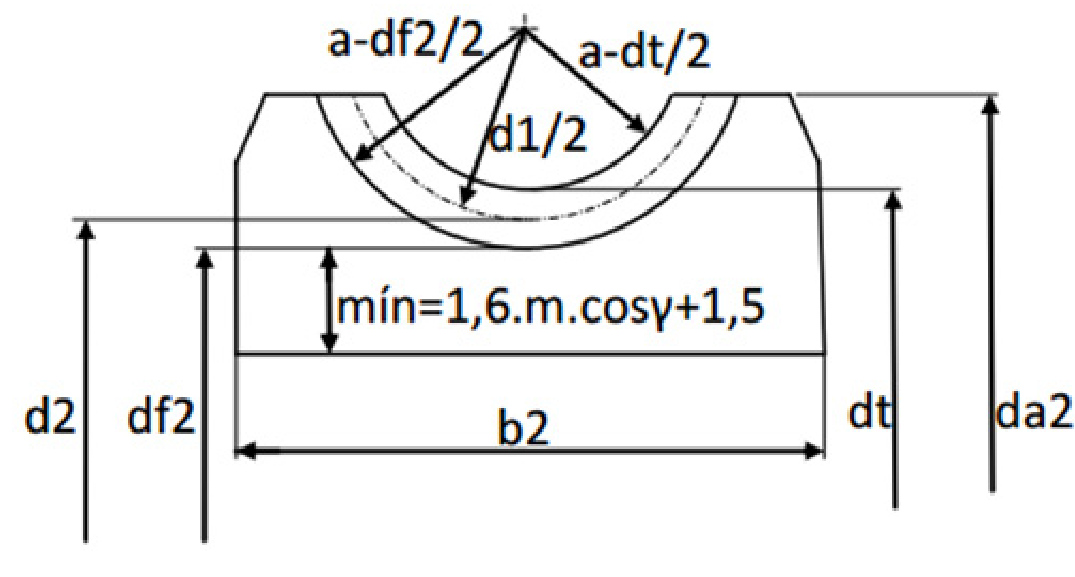 a-df2/2
a-dt/2
d1/2
mín=1,6.m.cosγ+1,5
d2
df2
b2
dt
da2